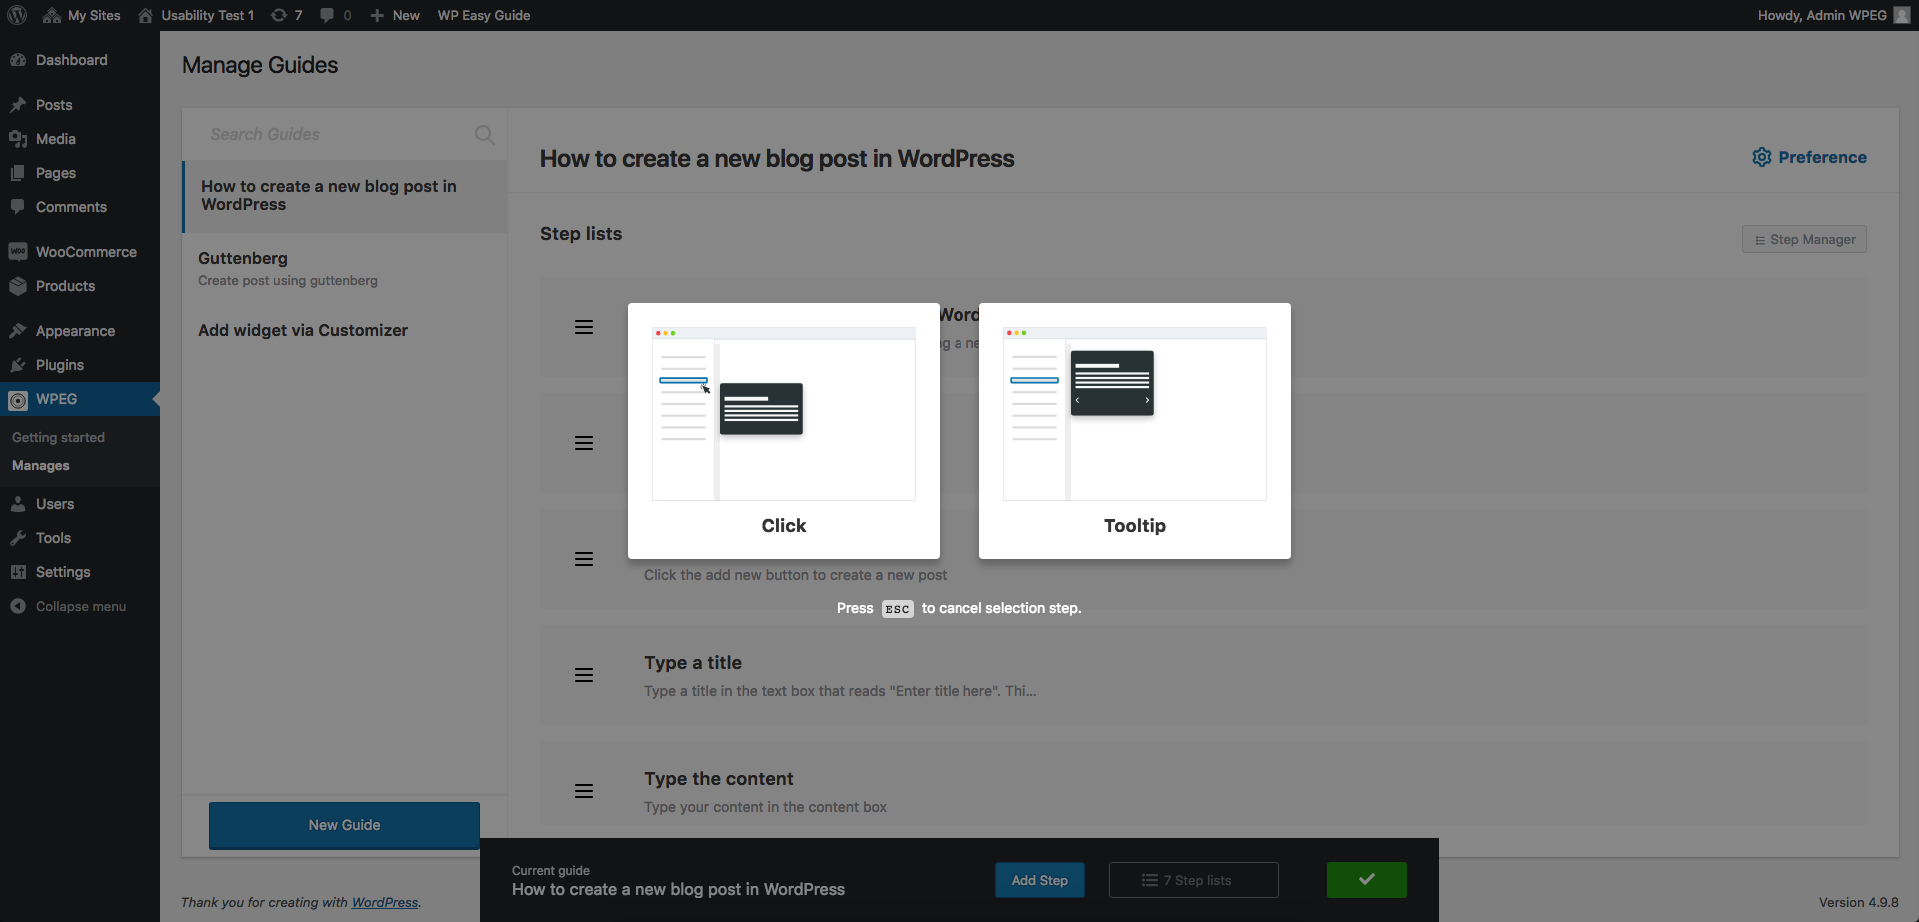 My Sites
Usability Test 1
7
0
New
WP Easy Guide
Howdy, Admin WPEG
Dashboard
Posts
Media
Pages
Comments
WooCommerce
Products
Appearance
Plugins
WPEG
Getting started
Manages
Users
Tools
Settings
Collapse menu
Manage Guides
Search Guides
How to create a new blog post in
WordPress
Guttenberg
Create post using guttenberg
Add widget via Customizer
New Guide
How to create a new blog post in WordPress
Preference
Step lists
Step Manager
Click
Tooltip
Click the add new button to create a new post
Press ESC to cancel selection step.
Type a title
Type a title in the text box that reads "Enter title here". Thi...
Type the content
Type your content in the content box
Current guide
How to create a new blog post in WordPress
Add Step
7 Step lists
Thank you for creating with WordPress.
Version 4.9.8